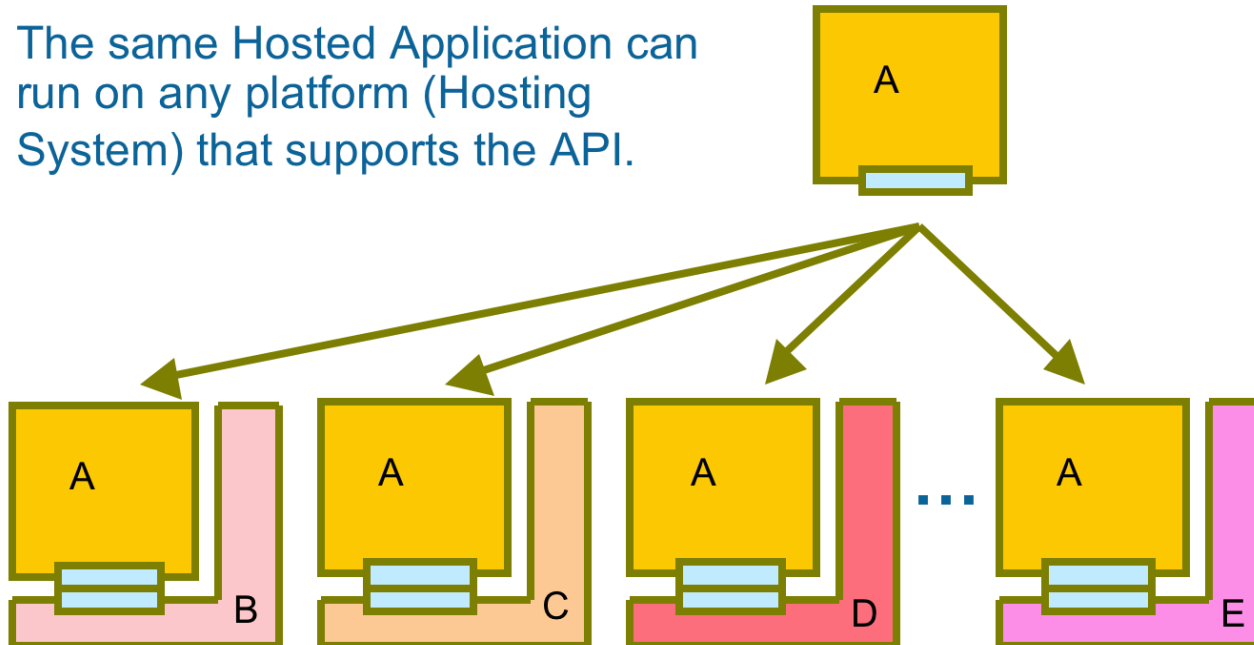 The same Hosted Application can
run on any platform (Hosting
System) that supports the API.
A
A
A
A
...
A
B
C
D
E